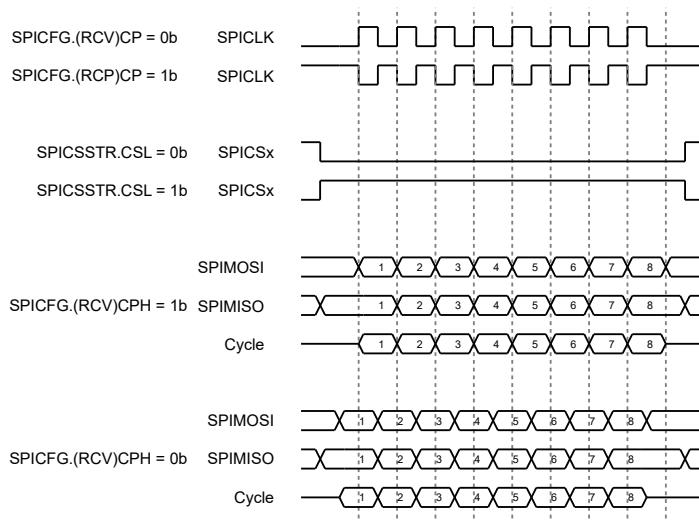 SPICFG.(RCV)CP = 0b SPICLK
SPICFG.(RCP)CP = 1b SPICLK
SPICSSTR.CSL = 0b SPICSx
SPICSSTR.CSL = 1b SPICSx
SPIMOSI 1 2 3 4 5 6 7 8
SPICFG.(RCV)CPH = 1b SPIMISO 1 2 3 4 5 6 7 8
Cycle 1 2 3 4 5 6 7 8
SPIMOSI 1 2 3 4 5 6 7 8
SPICFG.(RCV)CPH = 0b SPIMISO 1 2 3 4 5 6 7 8
Cycle 1 2 3 4 5 6 7 8